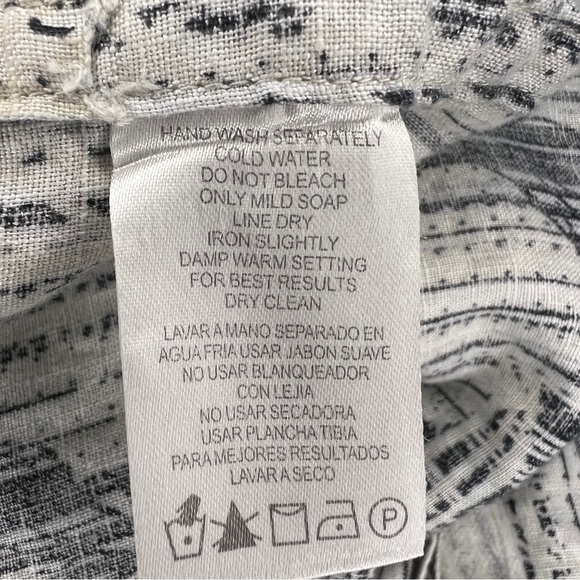 HAND WASH SEPARATELY
COLD WATER
DO NOT BLEACH
ONLY MILD SOAP
LINE DRY
IRON SLIGHTLY
DAMP WARM SETTING
FOR BEST RESULTS
DRY CLEAN
LAVAR A MANO SEPARADO EN
AGUA FRIA USAR JABON SUAVE
NO USAR BLANQUEADOR
CON LEJIA
NO USAR SECADORA
USAR PLANCHA TIBIA
PARA MEJORES RESULTADOS
LAVAR A SECO
P